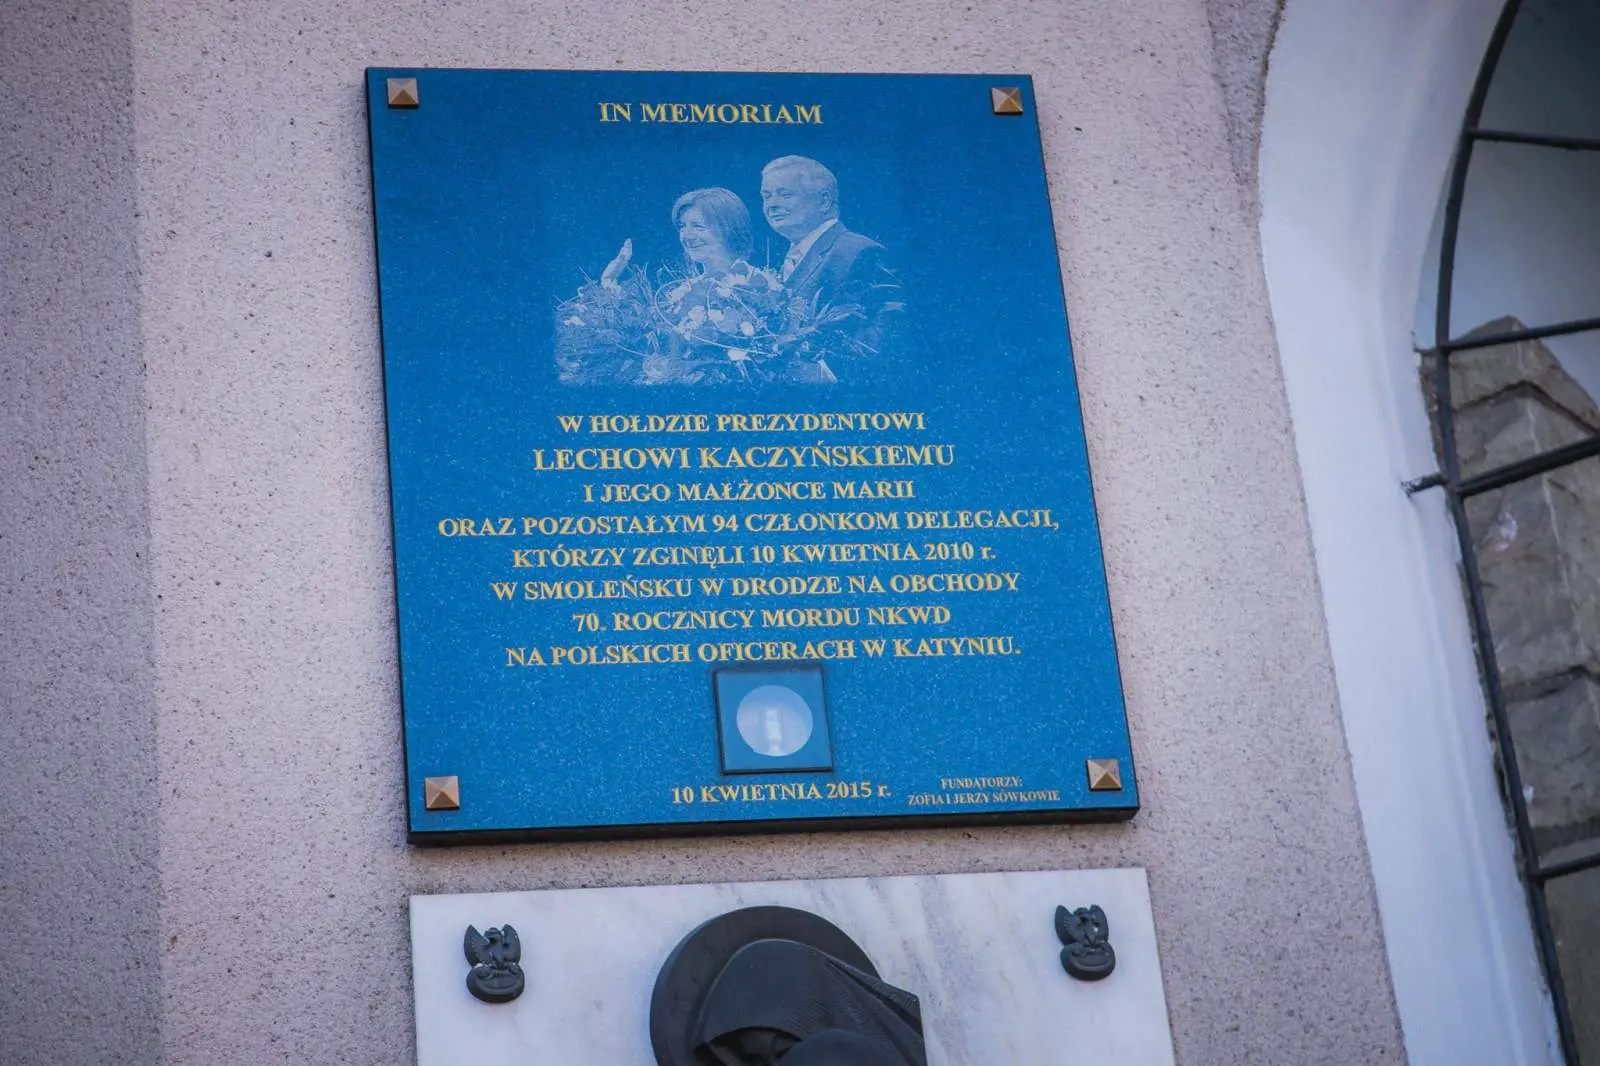 IN MEMORIAM
W HOŁDZIE PREZYDENTOWI
LECHOWI KACZYŃSKIEMU
I JEGO MAŁŻONCE MARII
ORAZ POZOSTAŁYM 94 CZŁONKOM DELEGACJI,
KTÓRZY ZGINĘLI 10 KWIETNIA 2010 r.
W SMOLEŃSKU W DRODZE NA OBCHODY
70. ROCZNICY MORDU NKWD
NA POLSKICH OFICERACH W KATYNIU.
10 KWIETNIA 2015 r.
FUNDATORZY:
ZOFIA I JERZY SÓWKOWIE